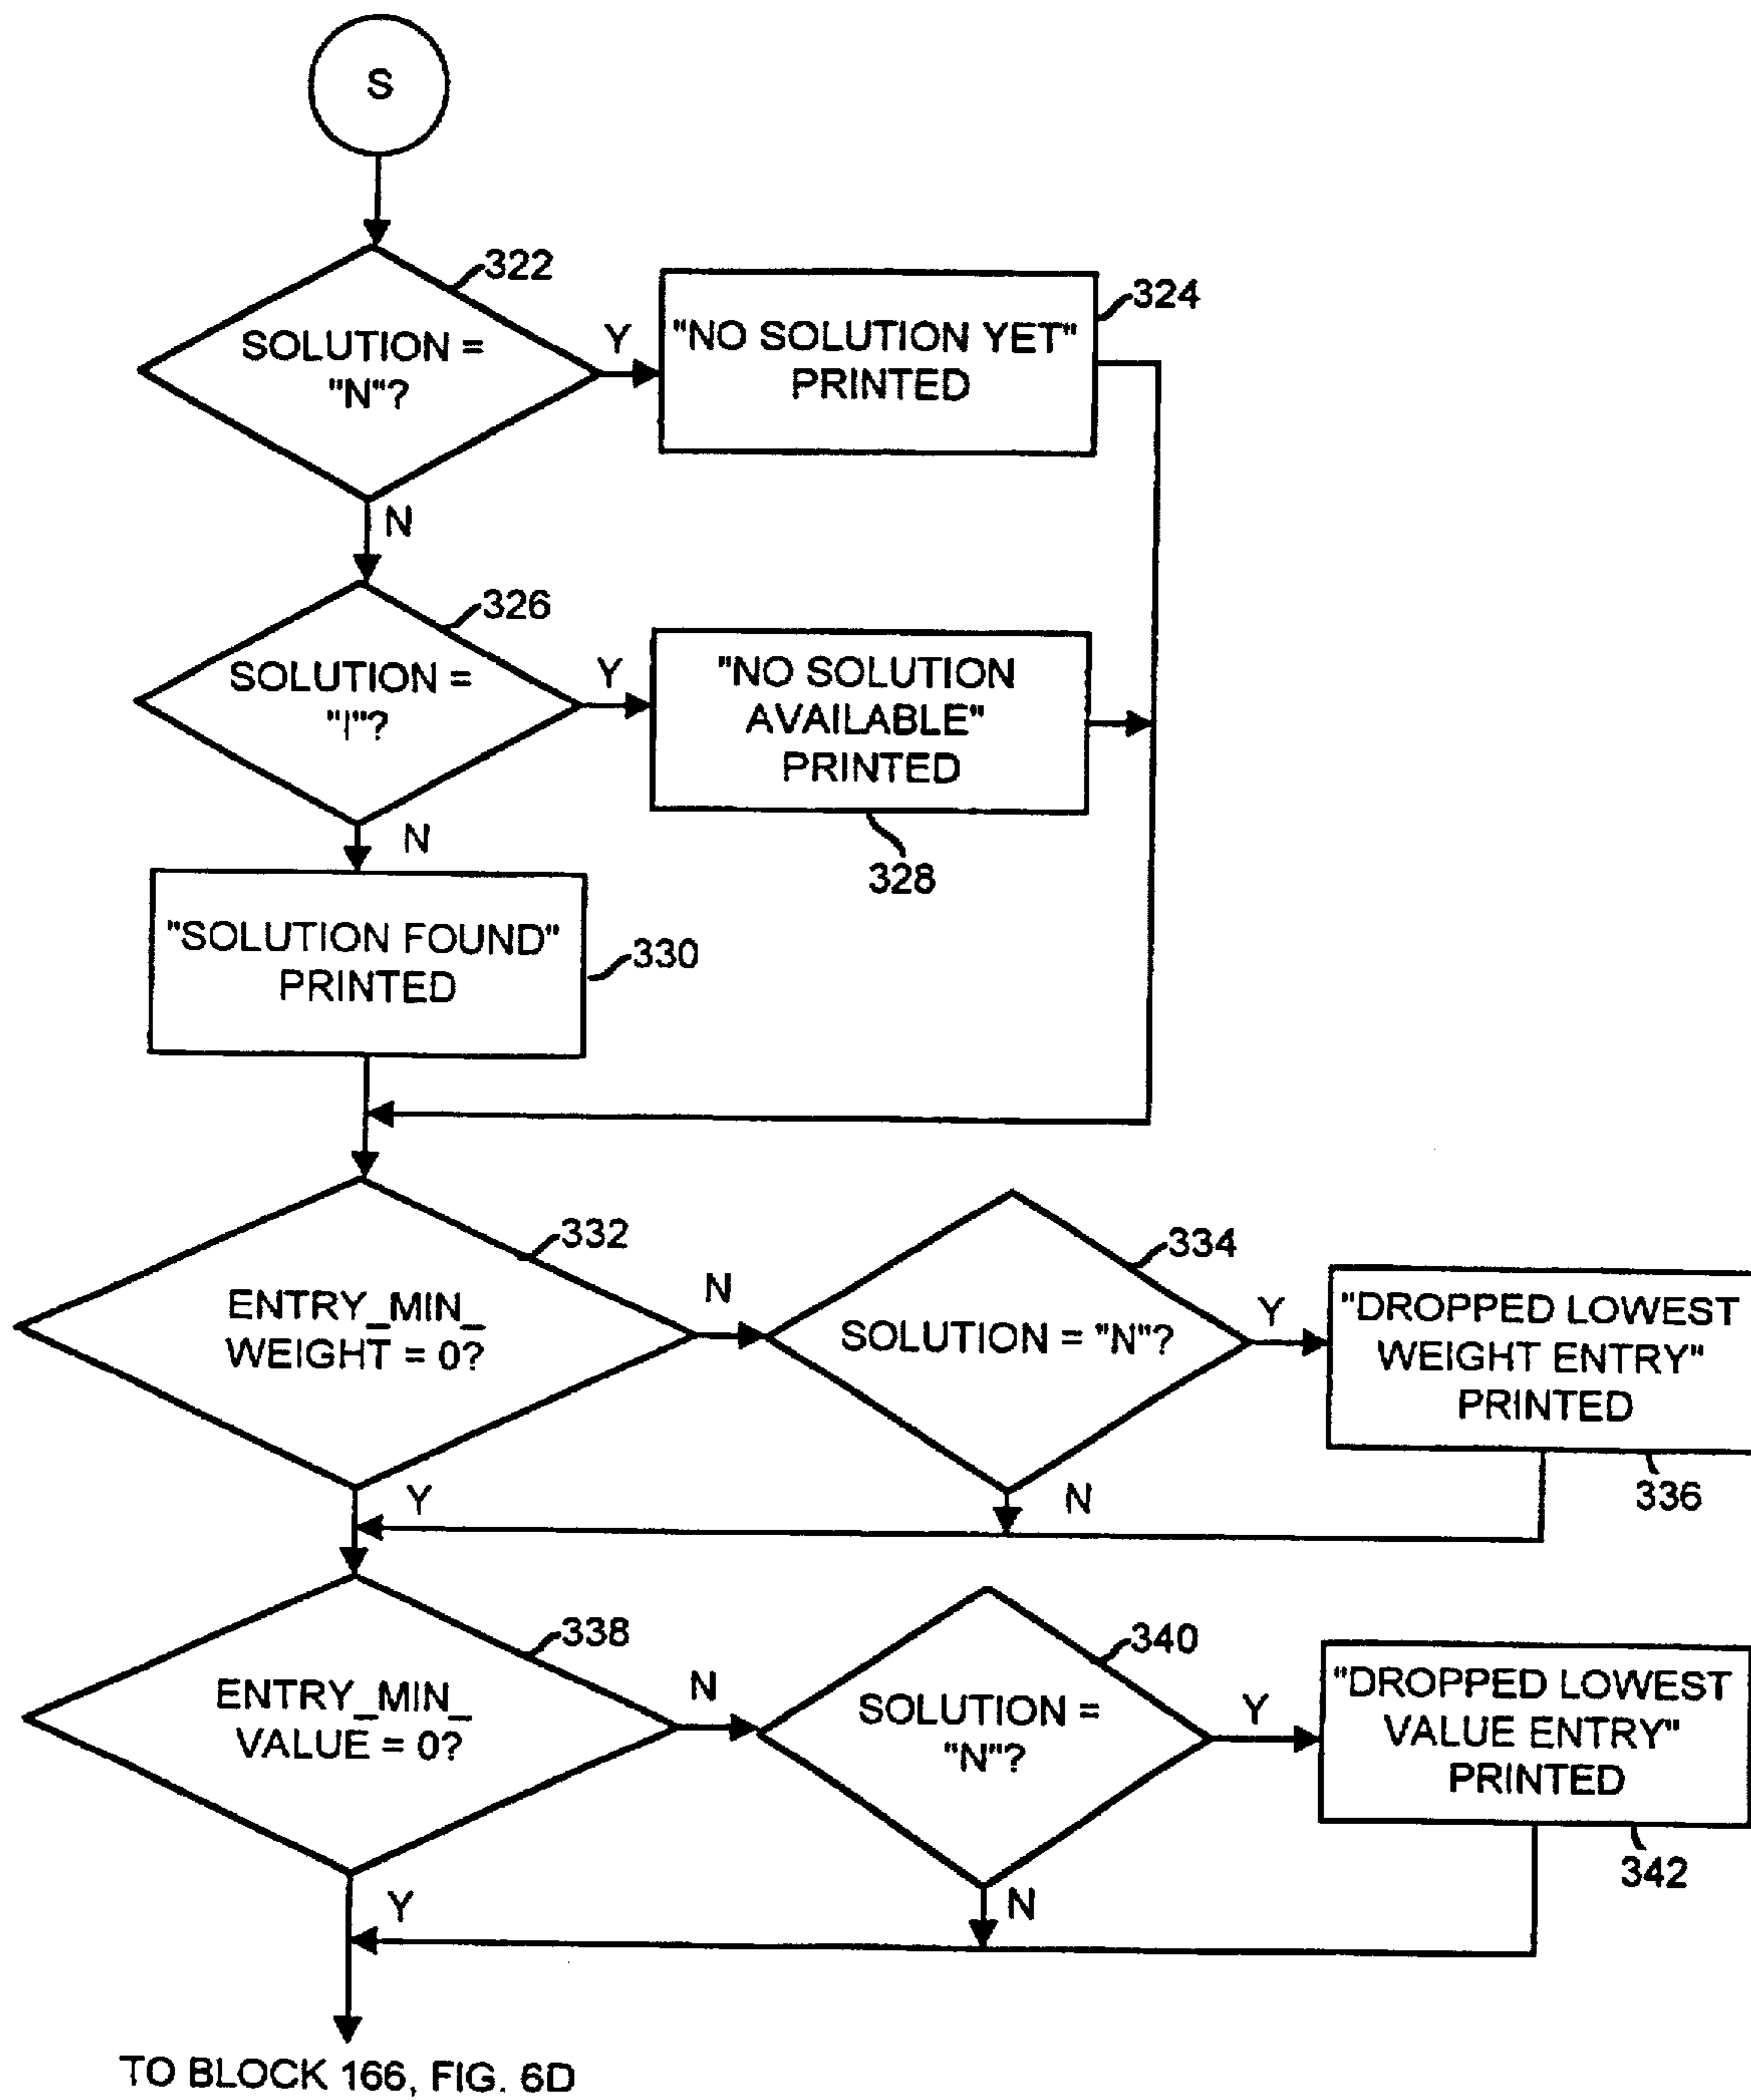 S
322
SOLUTION =
"N"?
Y
"NO SOLUTION YET"
PRINTED
324
N
326
SOLUTION =
"I"?
Y
"NO SOLUTION
AVAILABLE"
PRINTED
328
N
"SOLUTION FOUND"
PRINTED
330
332
ENTRY_MIN_
WEIGHT = 0?
N
334
SOLUTION = "N"?
Y
"DROPPED LOWEST
WEIGHT ENTRY"
PRINTED
336
Y
N
338
ENTRY_MIN_
VALUE = 0?
N
340
SOLUTION =
"N"?
Y
"DROPPED LOWEST
VALUE ENTRY"
PRINTED
342
Y
N
TO BLOCK 166, FIG. 6D